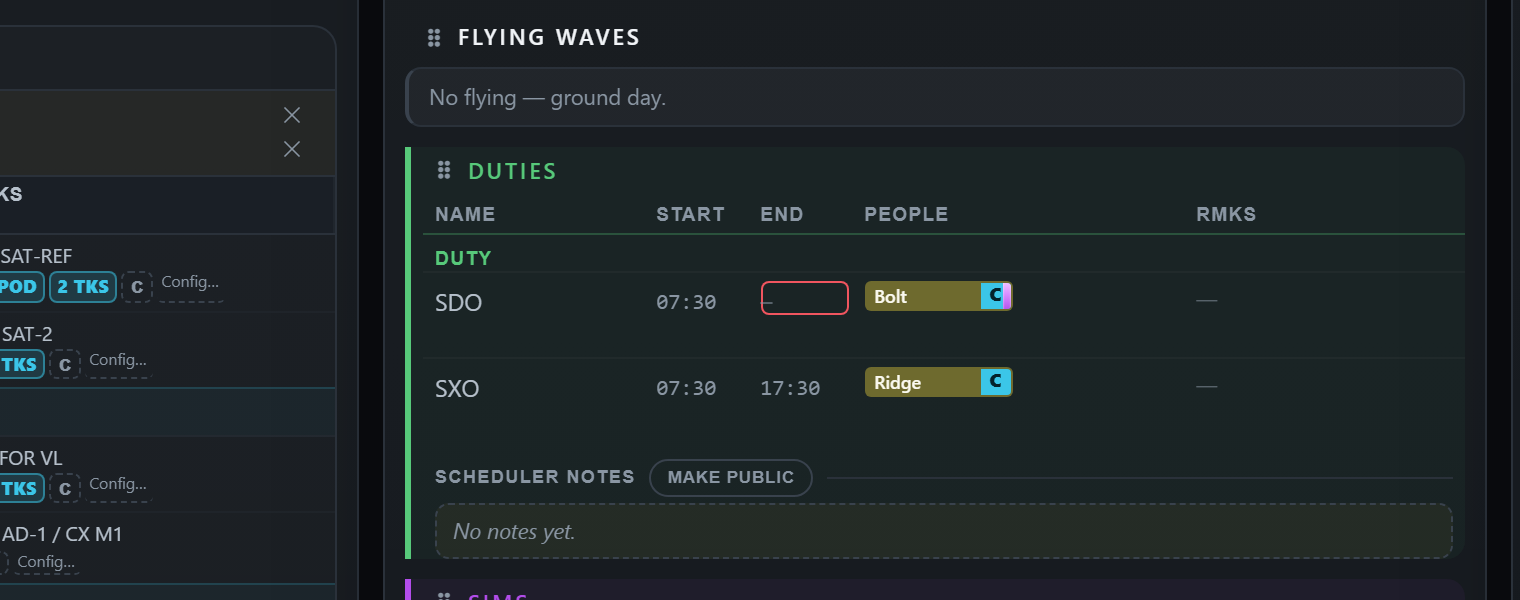 KS
SAT-REF
POD 2 TKS C Config...
SAT-2
TKS C Config...
FOR VL
TKS C Config...
AD-1 / CX M1
Config...
FLYING WAVES
No flying — ground day.
DUTIES
NAME START END PEOPLE RMKS
DUTY
SDO 07:30 — Bolt C —
SXO 07:30 17:30 Ridge C —
SCHEDULER NOTES MAKE PUBLIC
No notes yet.
SIMS